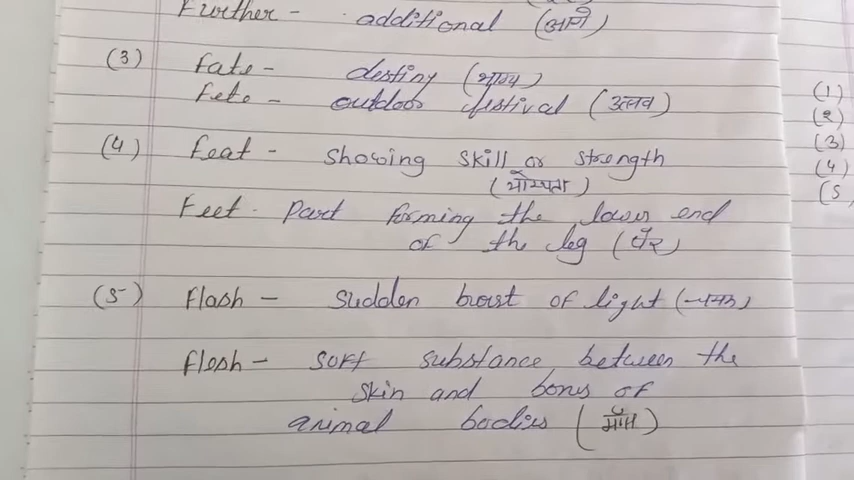 Further - additional (आगे)
(3) Fate - destiny (भाग्य)
Fete - outdoor festival (उत्सव)
(4) Feat - Showing skill or strength
(योग्यता)
Feet - Part forming the lower end
of the leg (पैर)
(5) Flash - Sudden burst of light (चमक)
Flesh - Soft substance between the
skin and bones of
animal bodies (माँस)
(1)
(2)
(3)
(4)
(5